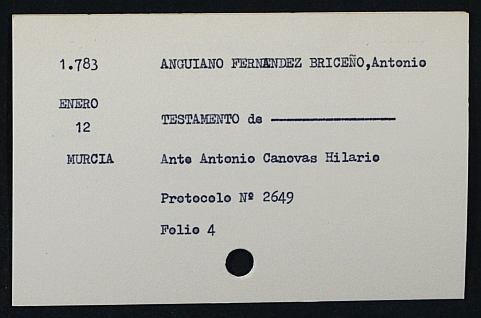 1.783 ANGUIANO FERNANDEZ BRICEÑO,Antonio
ENERO
12 TESTAMENTO de ————————
MURCIA Ante Antonio Canovas Hilario
Protocolo Nº 2649
Folio 4